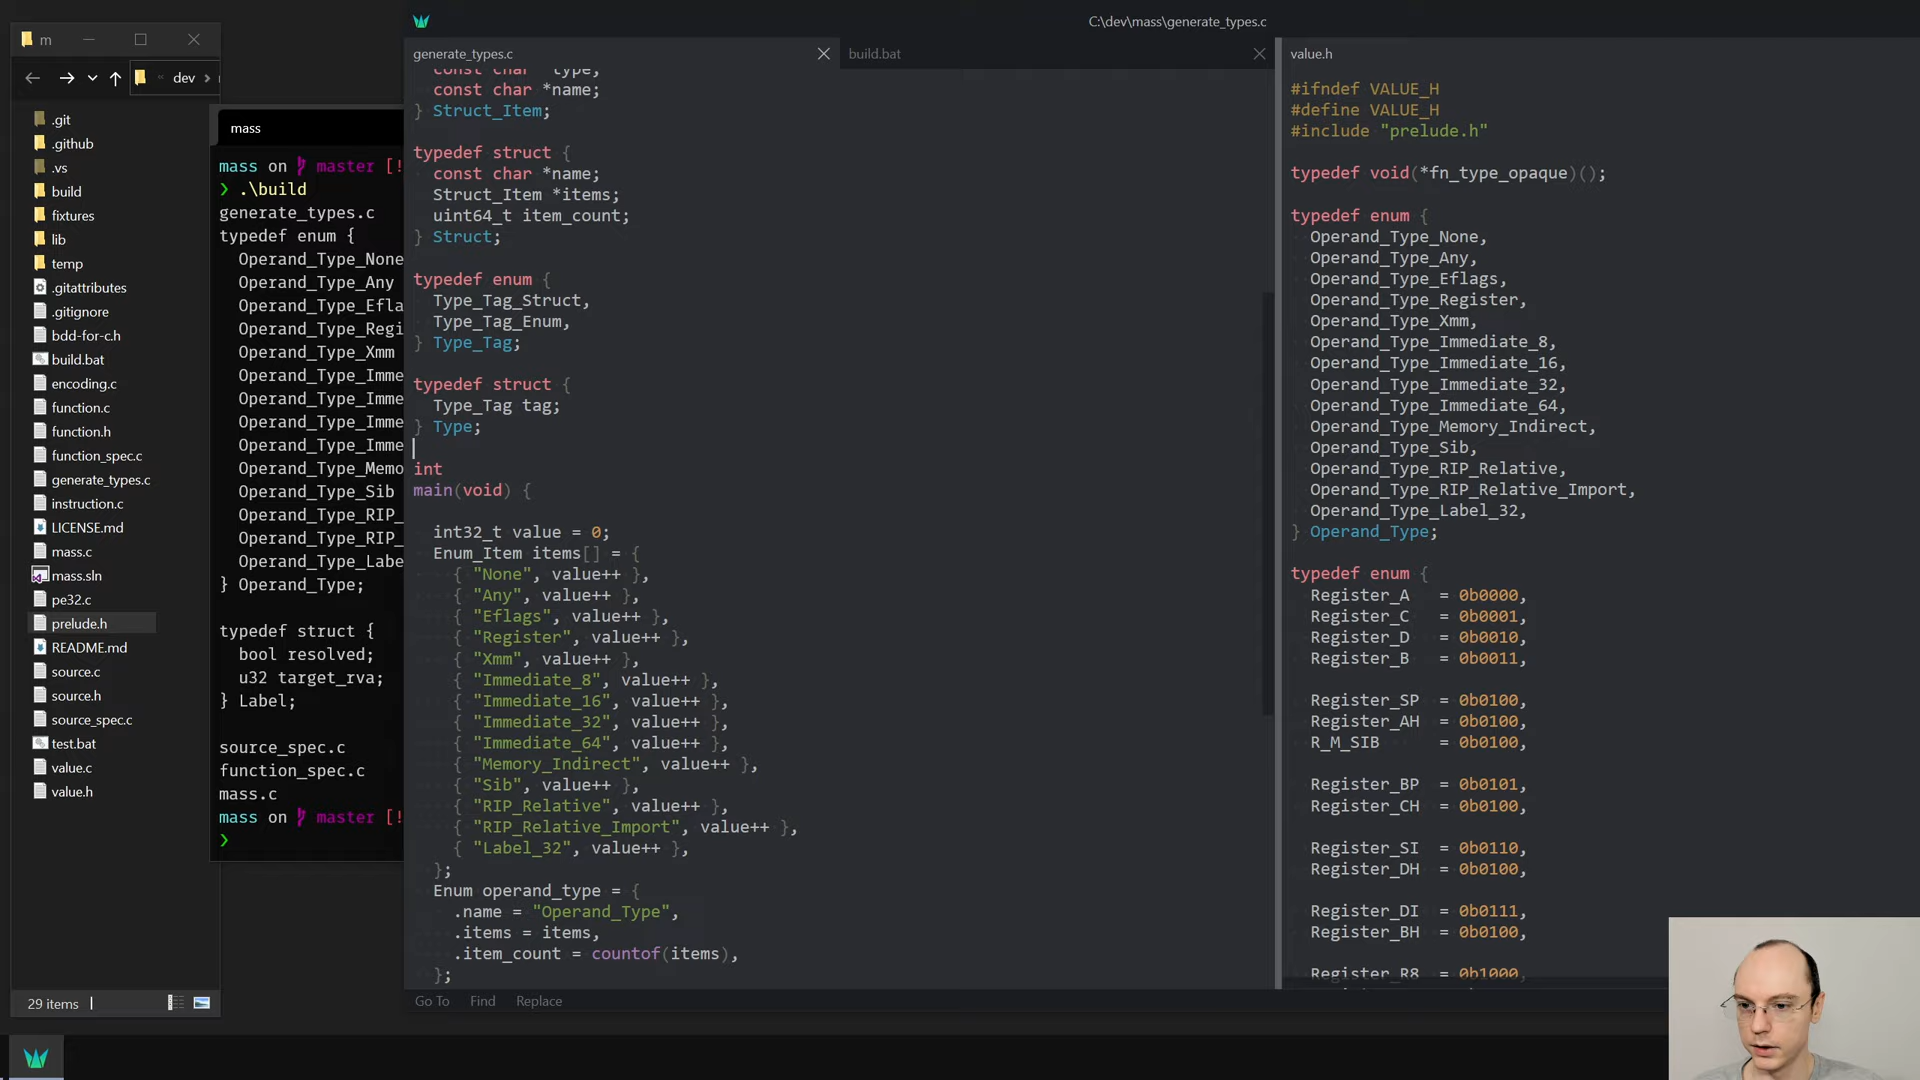 m
C:\dev\mass\generate_types.c
dev
.git
.github
.vs
build
fixtures
lib
temp
.gitattributes
.gitignore
bdd-for-c.h
build.bat
encoding.c
function.c
function.h
function_spec.c
generate_types.c
instruction.c
LICENSE.md
mass.c
mass.sln
pe32.c
prelude.h
README.md
source.c
source.h
source_spec.c
test.bat
value.c
value.h
29 items
mass
mass on master [!
❯ .\build
generate_types.c
typedef enum {
Operand_Type_None
Operand_Type_Any
Operand_Type_Efla
Operand_Type_Regi
Operand_Type_Xmm
Operand_Type_Imme
Operand_Type_Imme
Operand_Type_Imme
Operand_Type_Imme
Operand_Type_Memo
Operand_Type_Sib
Operand_Type_RIP_
Operand_Type_RIP_
Operand_Type_Labe
} Operand_Type;
typedef struct {
bool resolved;
u32 target_rva;
} Label;
source_spec.c
function_spec.c
mass.c
mass on master [!
❯
generate_types.c
build.bat
const char *type;
const char *name;
} Struct_Item;
typedef struct {
const char *name;
Struct_Item *items;
uint64_t item_count;
} Struct;
typedef enum {
Type_Tag_Struct,
Type_Tag_Enum,
} Type_Tag;
typedef struct {
Type_Tag tag;
} Type;
int
main(void) {
int32_t value = 0;
Enum_Item items[] = {
{ "None", value++ },
{ "Any", value++ },
{ "Eflags", value++ },
{ "Register", value++ },
{ "Xmm", value++ },
{ "Immediate_8", value++ },
{ "Immediate_16", value++ },
{ "Immediate_32", value++ },
{ "Immediate_64", value++ },
{ "Memory_Indirect", value++ },
{ "Sib", value++ },
{ "RIP_Relative", value++ },
{ "RIP_Relative_Import", value++ },
{ "Label_32", value++ },
};
Enum operand_type = {
.name = "Operand_Type",
.items = items,
.item_count = countof(items),
};
Go To Find Replace
value.h
#ifndef VALUE_H
#define VALUE_H
#include "prelude.h"
typedef void(*fn_type_opaque)();
typedef enum {
Operand_Type_None,
Operand_Type_Any,
Operand_Type_Eflags,
Operand_Type_Register,
Operand_Type_Xmm,
Operand_Type_Immediate_8,
Operand_Type_Immediate_16,
Operand_Type_Immediate_32,
Operand_Type_Immediate_64,
Operand_Type_Memory_Indirect,
Operand_Type_Sib,
Operand_Type_RIP_Relative,
Operand_Type_RIP_Relative_Import,
Operand_Type_Label_32,
} Operand_Type;
typedef enum {
Register_A = 0b0000,
Register_C = 0b0001,
Register_D = 0b0010,
Register_B = 0b0011,
Register_SP = 0b0100,
Register_AH = 0b0100,
R_M_SIB = 0b0100,
Register_BP = 0b0101,
Register_CH = 0b0100,
Register_SI = 0b0110,
Register_DH = 0b0100,
Register_DI = 0b0111,
Register_BH = 0b0100,
Register_R8 = 0b1000,